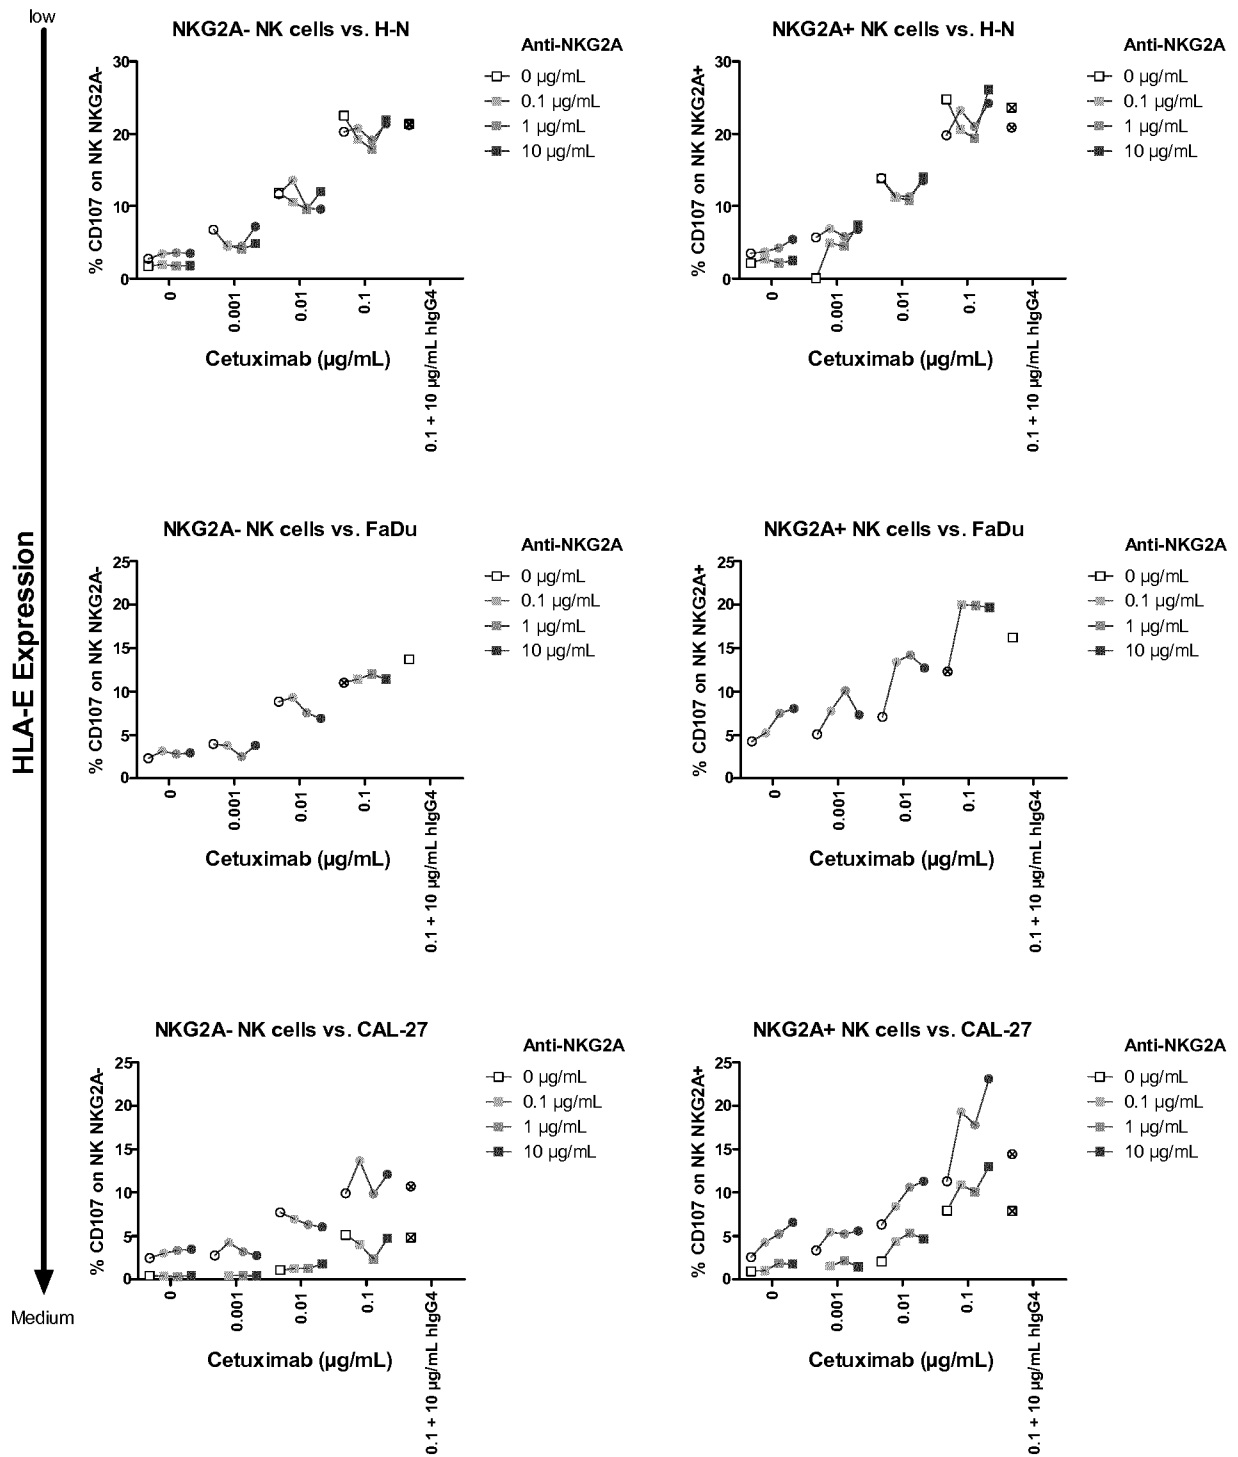 low
HLA-E Expression
Medium
NKG2A- NK cells vs. H-N
% CD107 on NK NKG2A-
30
20
10
0
0
0.001
0.01
0.1
0.1 + 10 µg/mL hIgG4
Cetuximab (µg/mL)
Anti-NKG2A
0 µg/mL
0.1 µg/mL
1 µg/mL
10 µg/mL
NKG2A+ NK cells vs. H-N
% CD107 on NK NKG2A+
30
20
10
0
0
0.001
0.01
0.1
0.1 + 10 µg/mL hIgG4
Cetuximab (µg/mL)
Anti-NKG2A
0 µg/mL
0.1 µg/mL
1 µg/mL
10 µg/mL
NKG2A- NK cells vs. FaDu
% CD107 on NK NKG2A-
25
20
15
10
5
0
0
0.001
0.01
0.1
0.1 + 10 µg/mL hIgG4
Cetuximab (µg/mL)
Anti-NKG2A
0 µg/mL
0.1 µg/mL
1 µg/mL
10 µg/mL
NKG2A+ NK cells vs. FaDu
% CD107 on NK NKG2A+
25
20
15
10
5
0
0
0.001
0.01
0.1
0.1 + 10 µg/mL hIgG4
Cetuximab (µg/mL)
Anti-NKG2A
0 µg/mL
0.1 µg/mL
1 µg/mL
10 µg/mL
NKG2A- NK cells vs. CAL-27
% CD107 on NK NKG2A-
25
20
15
10
5
0
0
0.001
0.01
0.1
0.1 + 10 µg/mL hIgG4
Cetuximab (µg/mL)
Anti-NKG2A
0 µg/mL
0.1 µg/mL
1 µg/mL
10 µg/mL
NKG2A+ NK cells vs. CAL-27
% CD107 on NK NKG2A+
25
20
15
10
5
0
0
0.001
0.01
0.1
0.1 + 10 µg/mL hIgG4
Cetuximab (µg/mL)
Anti-NKG2A
0 µg/mL
0.1 µg/mL
1 µg/mL
10 µg/mL